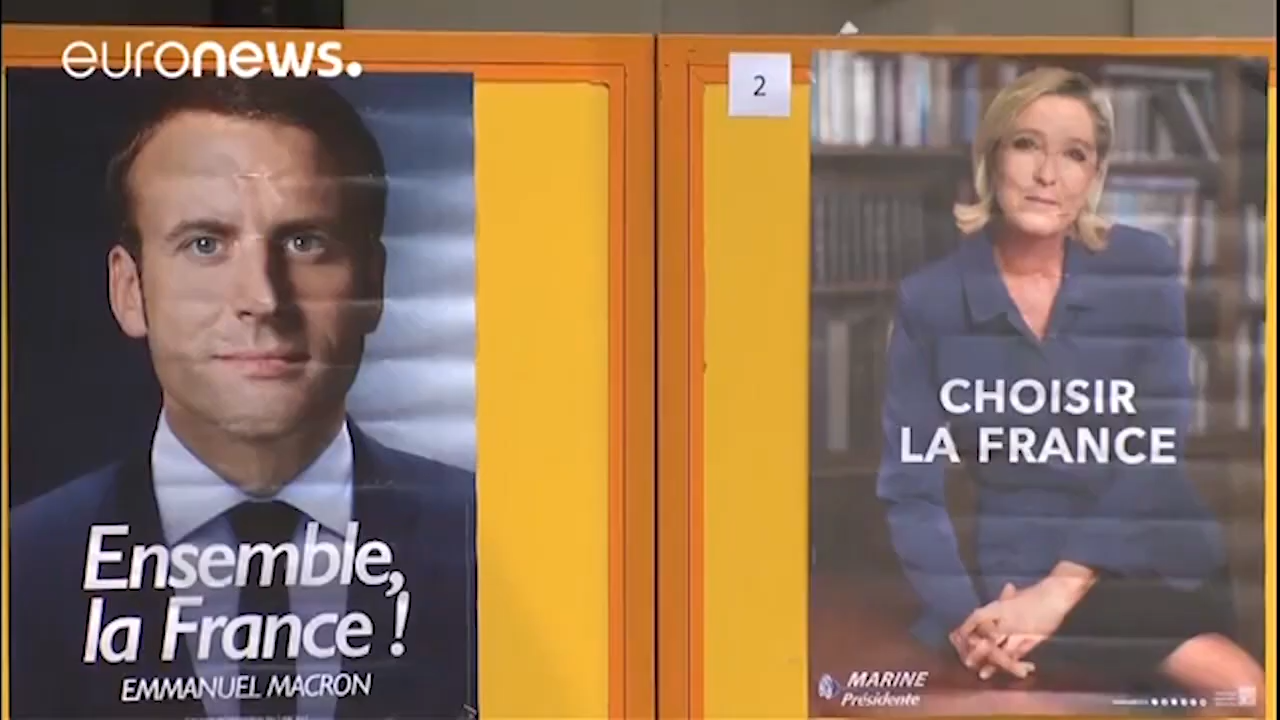 euronews.
Ensemble,
la France !
EMMANUEL MACRON
2
CHOISIR
LA FRANCE
MARINE
Présidente